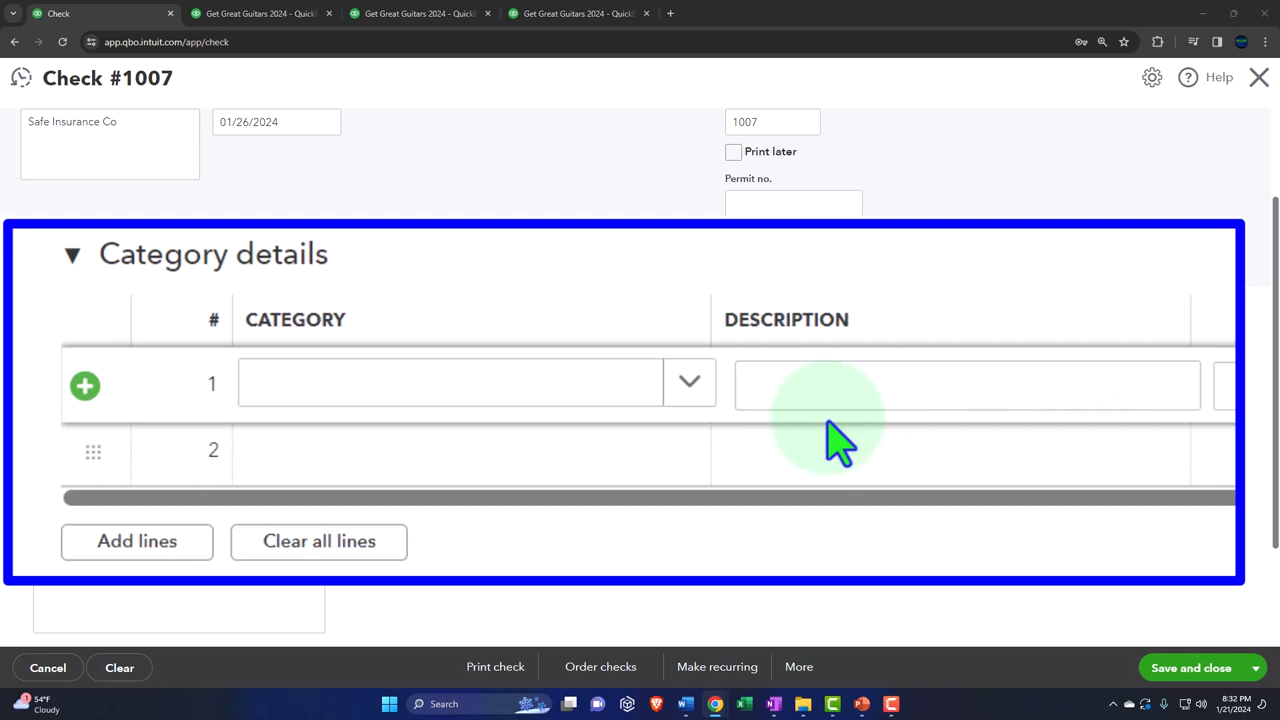 Check
Get Great Guitars 2024 - Quick
Get Great Guitars 2024 - Quick
Get Great Guitars 2024 - Quick
app.qbo.intuit.com/app/check
Check #1007
Help
Safe Insurance Co
01/26/2024
1007
Print later
Permit no.
Category details
# CATEGORY DESCRIPTION
1
2
Add lines Clear all lines
Cancel Clear Print check Order checks Make recurring More Save and close
1
54°F
Cloudy
Search
8:32 PM
1/21/2024